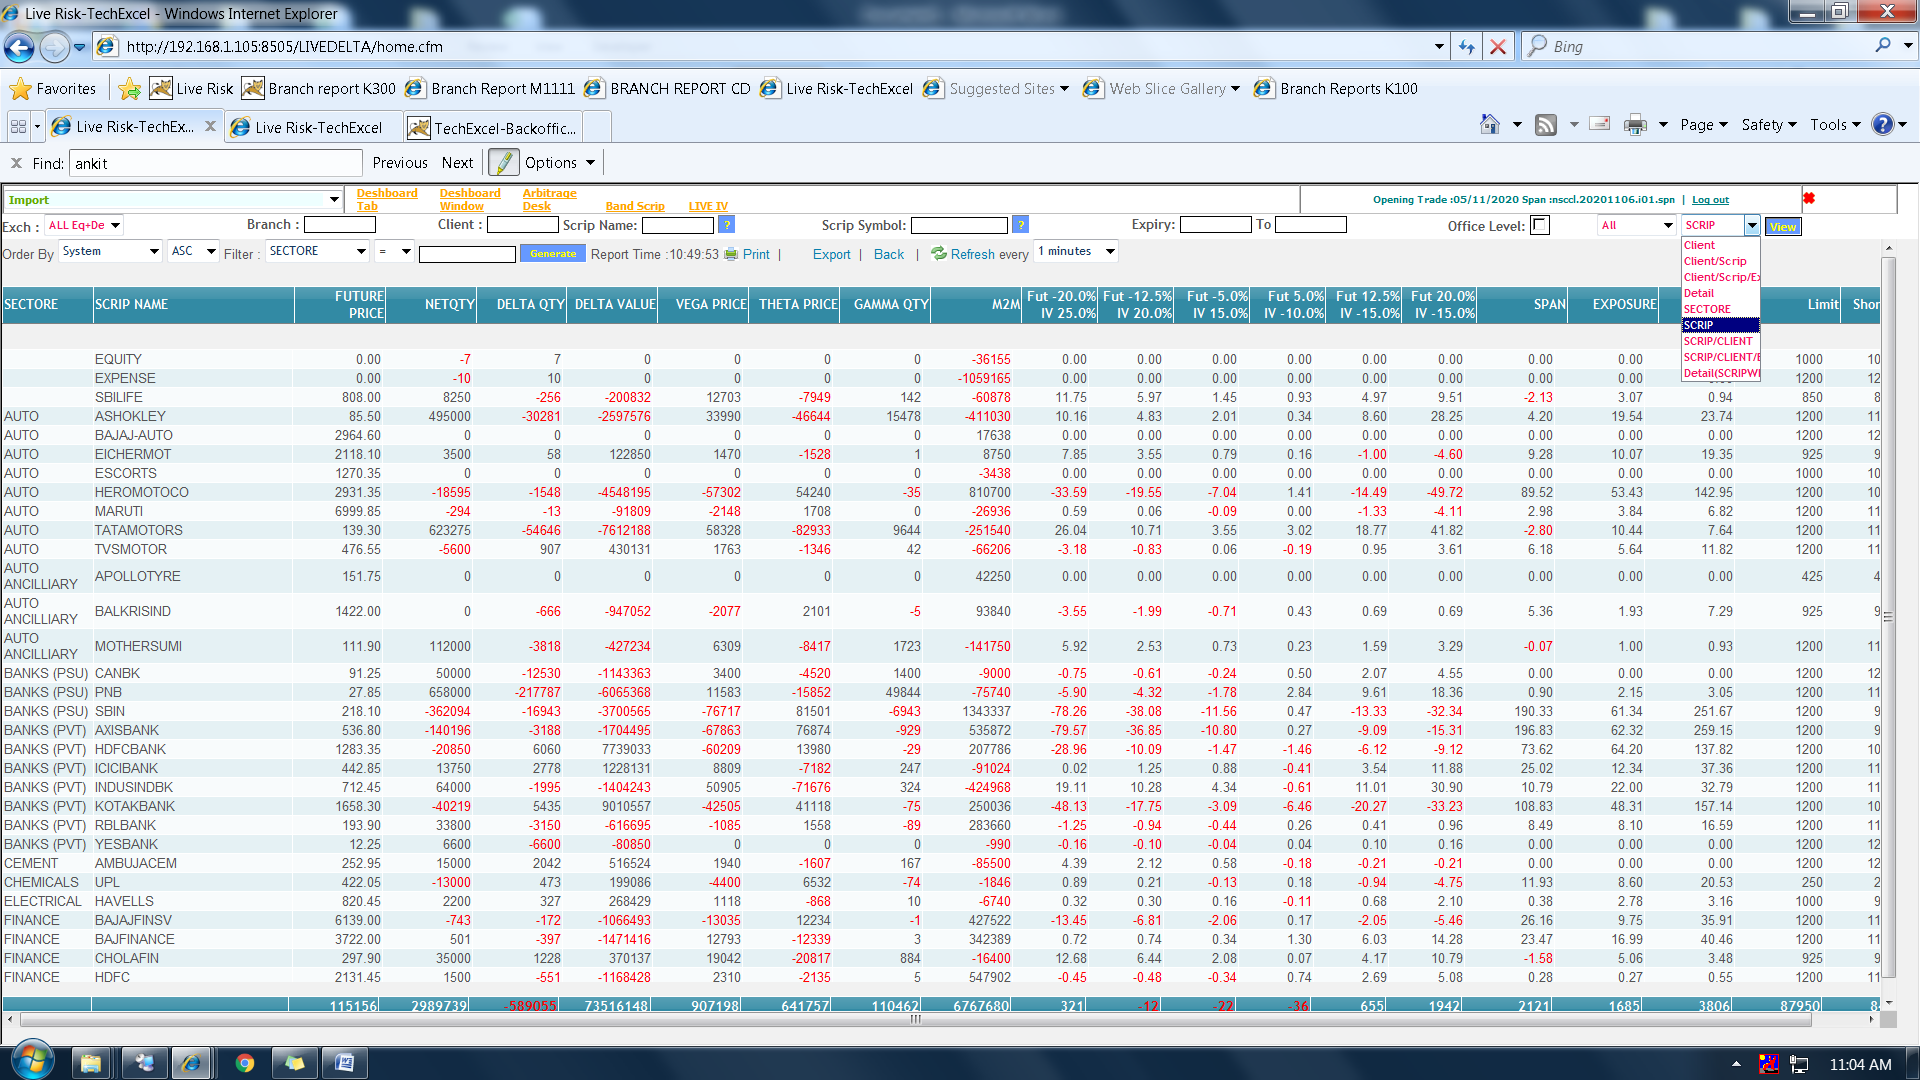 Live Risk-TechExcel - Windows Internet Explorer
http://192.168.1.105:8505/LIVEDELTA/home.cfm
Bing
Favorites Live Risk Branch report K300 Branch Report M1111 BRANCH REPORT CD Live Risk-TechExcel Suggested Sites Web Slice Gallery Branch Reports K100
Live Risk-TechEx... X Live Risk-TechExcel TechExcel-Backoffic... Page Safety Tools
X Find: ankit Previous Next Options
Import Deshboard Tab Deshboard Window Arbitrage Desk Band Scrip LIVE IV Opening Trade :05/11/2020 Span :nsccl.20201106.i01.spn | Log out
Exch : ALL Eq+De Branch : Client : Scrip Name: ? Scrip Symbol: ? Expiry: To Office Level: All SCRIP View
Order By System ASC Filter : SECTORE = Generate Report Time :10:49:53 Print | Export | Back | Refresh every 1 minutes
Client
Client/Scrip
Client/Scrip/Ex
Detail
SECTORE
SCRIP
SCRIP/CLIENT
SCRIP/CLIENT/E
Detail(SCRIPWI
SECTORE SCRIP NAME FUTURE PRICE NETQTY DELTA QTY DELTA VALUE VEGA PRICE THETA PRICE GAMMA QTY M2M Fut -20.0% IV 25.0% Fut -12.5% IV 20.0% Fut -5.0% IV 15.0% Fut 5.0% IV -10.0% Fut 12.5% IV -15.0% Fut 20.0% IV -15.0% SPAN EXPOSURE Limit Shor
EQUITY 0.00 -7 7 0 0 0 0 -36155 0.00 0.00 0.00 0.00 0.00 0.00 0.00 0.00 1000 10
EXPENSE 0.00 -10 10 0 0 0 0 -1059165 0.00 0.00 0.00 0.00 0.00 0.00 0.00 0.00 1200 12
SBILIFE 808.00 8250 -256 -200832 12703 -7949 142 -60878 11.75 5.97 1.45 0.93 4.97 9.51 -2.13 3.07 0.94 850 8
AUTO ASHOKLEY 85.50 495000 -30281 -2597576 33990 -46644 15478 -411030 10.16 4.83 2.01 0.34 8.60 28.25 4.20 19.54 23.74 1200 11
AUTO BAJAJ-AUTO 2964.60 0 0 0 0 0 0 17638 0.00 0.00 0.00 0.00 0.00 0.00 0.00 0.00 0.00 1200 12
AUTO EICHERMOT 2118.10 3500 58 122850 1470 -1528 1 8750 7.85 3.55 0.79 0.16 -1.00 -4.60 9.28 10.07 19.35 925 9
AUTO ESCORTS 1270.35 0 0 0 0 0 0 -3438 0.00 0.00 0.00 0.00 0.00 0.00 0.00 0.00 0.00 1000 10
AUTO HEROMOTOCO 2931.35 -18595 -1548 -4548195 -57302 54240 -35 810700 -33.59 -19.55 -7.04 1.41 -14.49 -49.72 89.52 53.43 142.95 1200 10
AUTO MARUTI 6999.85 -294 -13 -91809 -2148 1708 0 -26936 0.59 0.06 -0.09 0.00 -1.33 -4.11 2.98 3.84 6.82 1200 11
AUTO TATAMOTORS 139.30 623275 -54646 -7612188 58328 -82933 9644 -251540 26.04 10.71 3.55 3.02 18.77 41.82 -2.80 10.44 7.64 1200 11
AUTO TVSMOTOR 476.55 -5600 907 430131 1763 -1346 42 -66206 -3.18 -0.83 0.06 -0.19 0.95 3.61 6.18 5.64 11.82 1200 11
AUTO ANCILLIARY APOLLOTYRE 151.75 0 0 0 0 0 0 42250 0.00 0.00 0.00 0.00 0.00 0.00 0.00 0.00 0.00 425 4
AUTO ANCILLIARY BALKRISIND 1422.00 0 -666 -947052 -2077 2101 -5 93840 -3.55 -1.99 -0.71 0.43 0.69 0.69 5.36 1.93 7.29 925 9
AUTO ANCILLIARY MOTHERSUMI 111.90 112000 -3818 -427234 6309 -8417 1723 -141750 5.92 2.53 0.73 0.23 1.59 3.29 -0.07 1.00 0.93 1200 11
BANKS (PSU) CANBK 91.25 50000 -12530 -1143363 3400 -4520 1400 -9000 -0.75 -0.61 -0.24 0.50 2.07 4.55 0.00 0.00 0.00 1200 12
BANKS (PSU) PNB 27.85 658000 -217787 -6065368 11583 -15852 49844 -75740 -5.90 -4.32 -1.78 2.84 9.61 18.36 0.90 2.15 3.05 1200 11
BANKS (PSU) SBIN 218.10 -362094 -16943 -3700565 -76717 81501 -6943 1343337 -78.26 -38.08 -11.56 0.47 -13.33 -32.34 190.33 61.34 251.67 1200 9
BANKS (PVT) AXISBANK 536.80 -140196 -3188 -1704495 -67863 76874 -929 535872 -79.57 -36.85 -10.80 0.27 -9.09 -15.31 196.83 62.32 259.15 1200 9
BANKS (PVT) HDFCBANK 1283.35 -20850 6060 7739033 -60209 13980 -29 207786 -28.96 -10.09 -1.47 -1.46 -6.12 -9.12 73.62 64.20 137.82 1200 10
BANKS (PVT) ICICIBANK 442.85 13750 2778 1228131 8809 -7182 247 -91024 0.02 1.25 0.88 -0.41 3.54 11.88 25.02 12.34 37.36 1200 11
BANKS (PVT) INDUSINDBK 712.45 64000 -1995 -1404243 50905 -71676 324 -424968 19.11 10.28 4.34 -0.61 11.01 30.90 10.79 22.00 32.79 1200 11
BANKS (PVT) KOTAKBANK 1658.30 -40219 5435 9010557 -42505 41118 -75 250036 -48.13 -17.75 -3.09 -6.46 -20.27 -33.23 108.83 48.31 157.14 1200 10
BANKS (PVT) RBLBANK 193.90 33800 -3150 -616695 -1085 1558 -89 283660 -1.25 -0.94 -0.44 0.26 0.41 0.96 8.49 8.10 16.59 1200 11
BANKS (PVT) YESBANK 12.25 6600 -6600 -80850 0 0 0 -990 -0.16 -0.10 -0.04 0.04 0.10 0.16 0.00 0.00 0.00 1200 12
CEMENT AMBUJACEM 252.95 15000 2042 516524 1940 -1607 167 -85500 4.39 2.12 0.58 -0.18 -0.21 -0.21 0.00 0.00 0.00 1200 12
CHEMICALS UPL 422.05 -13000 473 199086 -4400 6532 -74 -1846 0.89 0.21 -0.13 0.18 -0.94 -4.75 11.93 8.60 20.53 250 2
ELECTRICAL HAVELLS 820.45 2200 327 268429 1118 -868 10 -6740 0.32 0.30 0.16 -0.11 0.68 2.10 0.38 2.78 3.16 1000 9
FINANCE BAJAJFINSV 6139.00 -743 -172 -1066493 -13035 12234 -1 427522 -13.45 -6.81 -2.06 0.17 -2.05 -5.46 26.16 9.75 35.91 1200 11
FINANCE BAJFINANCE 3722.00 501 -397 -1471416 12793 -12339 3 342389 0.72 0.74 0.34 1.30 6.03 14.28 23.47 16.99 40.46 1200 11
FINANCE CHOLAFIN 297.90 35000 1228 370137 19042 -20817 884 -16400 12.68 6.44 2.08 0.07 4.17 10.79 -1.58 5.06 3.48 925 9
FINANCE HDFC 2131.45 1500 -551 -1168428 2310 -2135 5 547902 -0.45 -0.48 -0.34 0.74 2.69 5.08 0.28 0.27 0.55 1200 11
115156 2989739 -589055 73516148 907198 641757 110462 6767680 321 -12 -22 -36 655 1942 2121 1685 3806 87950 8
11:04 AM